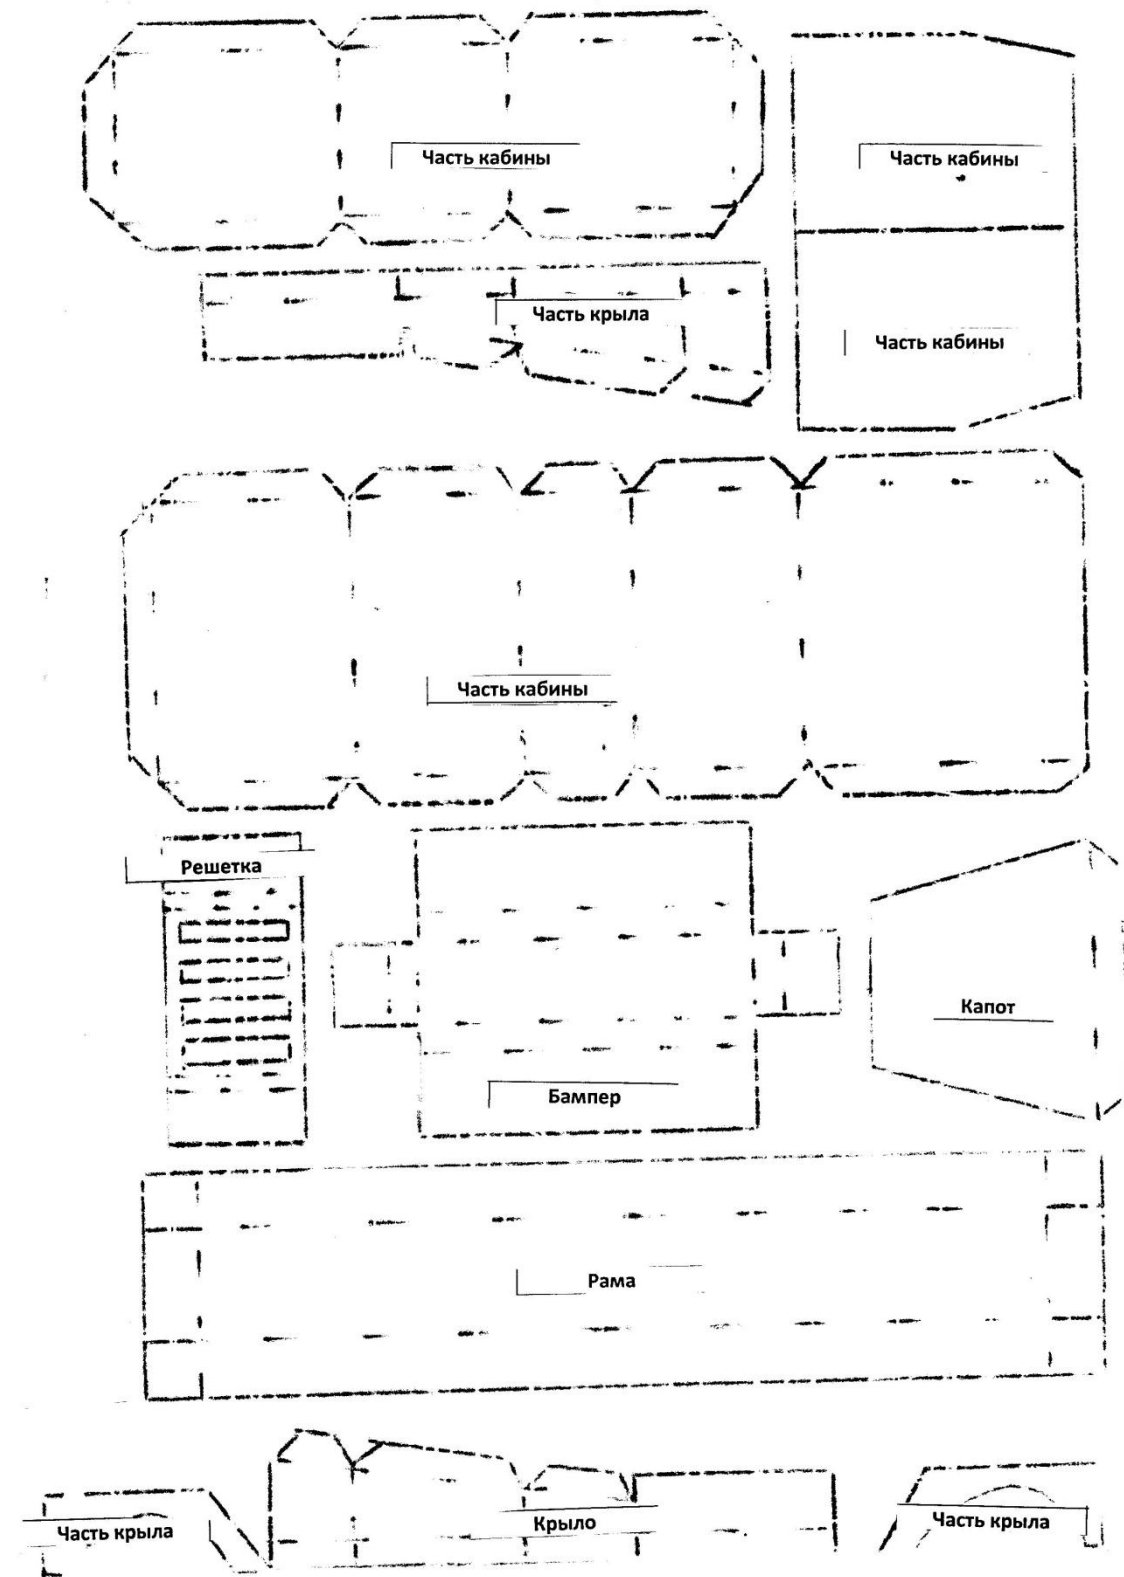 Часть кабины
Часть кабины
Часть крыла
Часть кабины
Часть кабины
Решетка
Капот
Бампер
Рама
Часть крыла
Крыло
Часть крыла